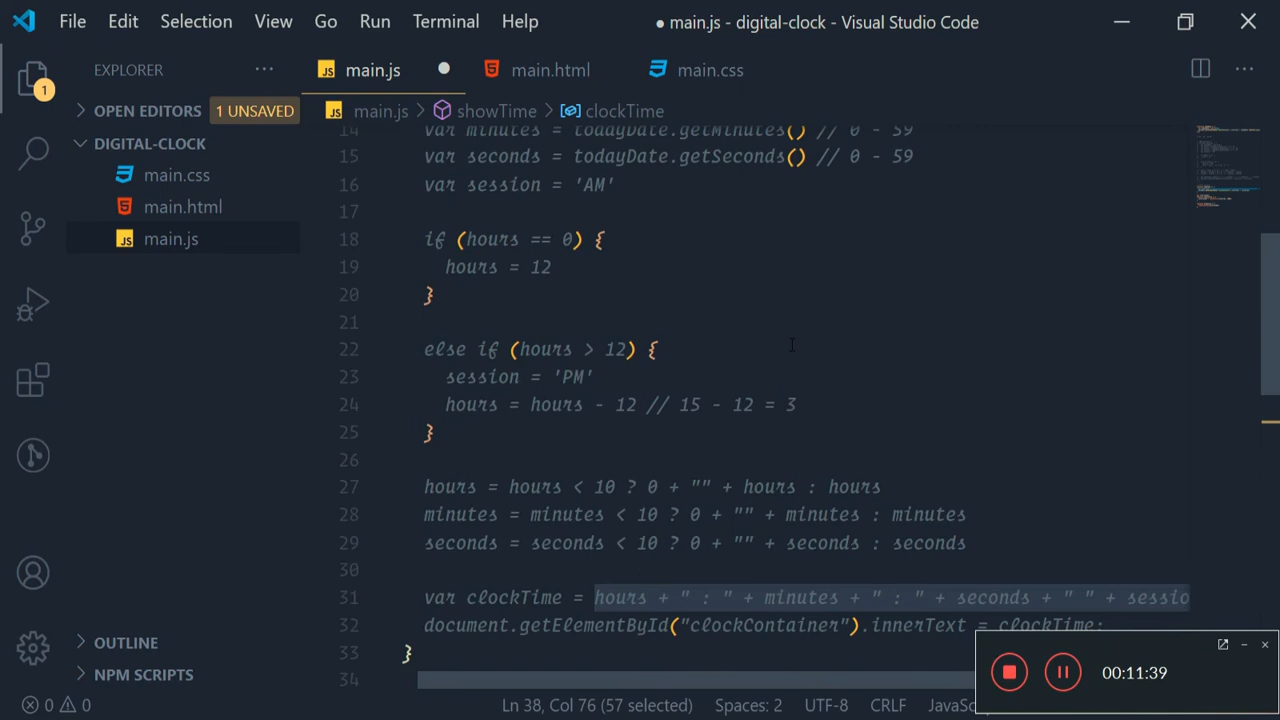 File Edit Selection View Go Run Terminal Help ● main.js - digital-clock - Visual Studio Code
EXPLORER ··· JS main.js ● main.html main.css ···
1
OPEN EDITORS 1 UNSAVED JS main.js > showTime > clockTime
DIGITAL-CLOCK
main.css
main.html
JS main.js
14 var minutes = todayDate.getMinutes() // 0 - 59
15 var seconds = todayDate.getSeconds() // 0 - 59
16 var session = 'AM'
17
18 if (hours == 0) {
19 hours = 12
20 }
21
22 else if (hours > 12) {
23 session = 'PM'
24 hours = hours - 12 // 15 - 12 = 3
25 }
26
27 hours = hours < 10 ? 0 + "" + hours : hours
28 minutes = minutes < 10 ? 0 + "" + minutes : minutes
29 seconds = seconds < 10 ? 0 + "" + seconds : seconds
30
31 var clockTime = hours + " : " + minutes + " : " + seconds + " " + sessio
32 document.getElementById("clockContainer").innerText = clockTime;
33 }
34
OUTLINE
NPM SCRIPTS
00:11:39
0 0 Ln 38, Col 76 (57 selected) Spaces: 2 UTF-8 CRLF JavaSc